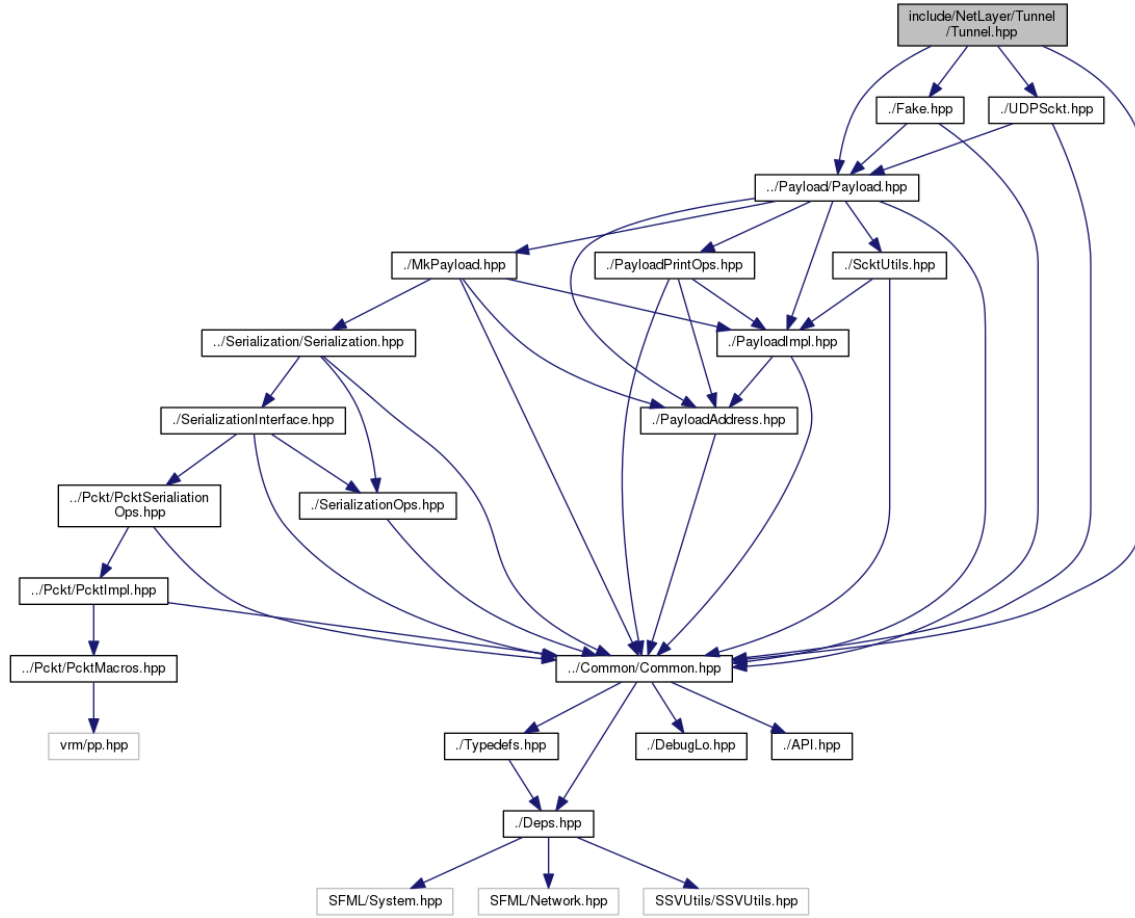 include/NetLayer/Tunnel
/Tunnel.hpp
./Fake.hpp
./UDPSckt.hpp
../Payload/Payload.hpp
./MkPayload.hpp
./PayloadPrintOps.hpp
./ScktUtils.hpp
../Serialization/Serialization.hpp
./PayloadImpl.hpp
./SerializationInterface.hpp
./PayloadAddress.hpp
../Pckt/PcktSerialiation
Ops.hpp
./SerializationOps.hpp
../Pckt/PcktImpl.hpp
../Pckt/PcktMacros.hpp
../Common/Common.hpp
vrm/pp.hpp
./Typedefs.hpp
./DebugLo.hpp
./API.hpp
./Deps.hpp
SFML/System.hpp
SFML/Network.hpp
SSVUtils/SSVUtils.hpp